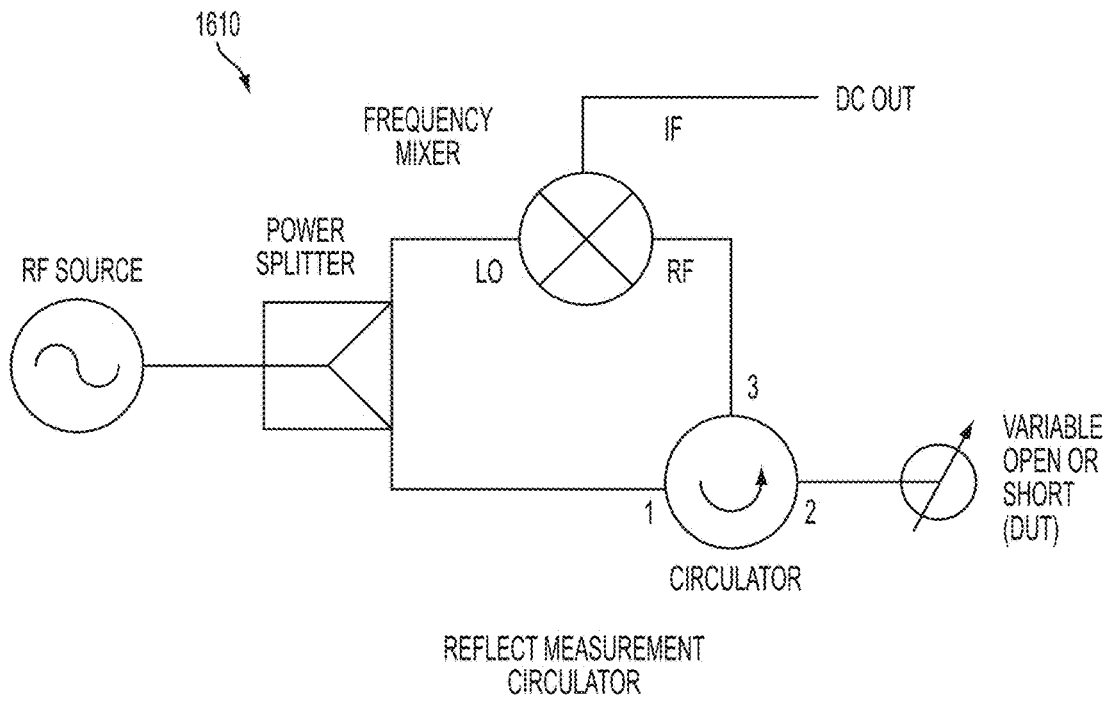 1610
FREQUENCY
MIXER
DC OUT
IF
POWER
SPLITTER
RF SOURCE
LO
RF
3
VARIABLE
OPEN OR
SHORT
(DUT)
1
2
CIRCULATOR
REFLECT MEASUREMENT
CIRCULATOR